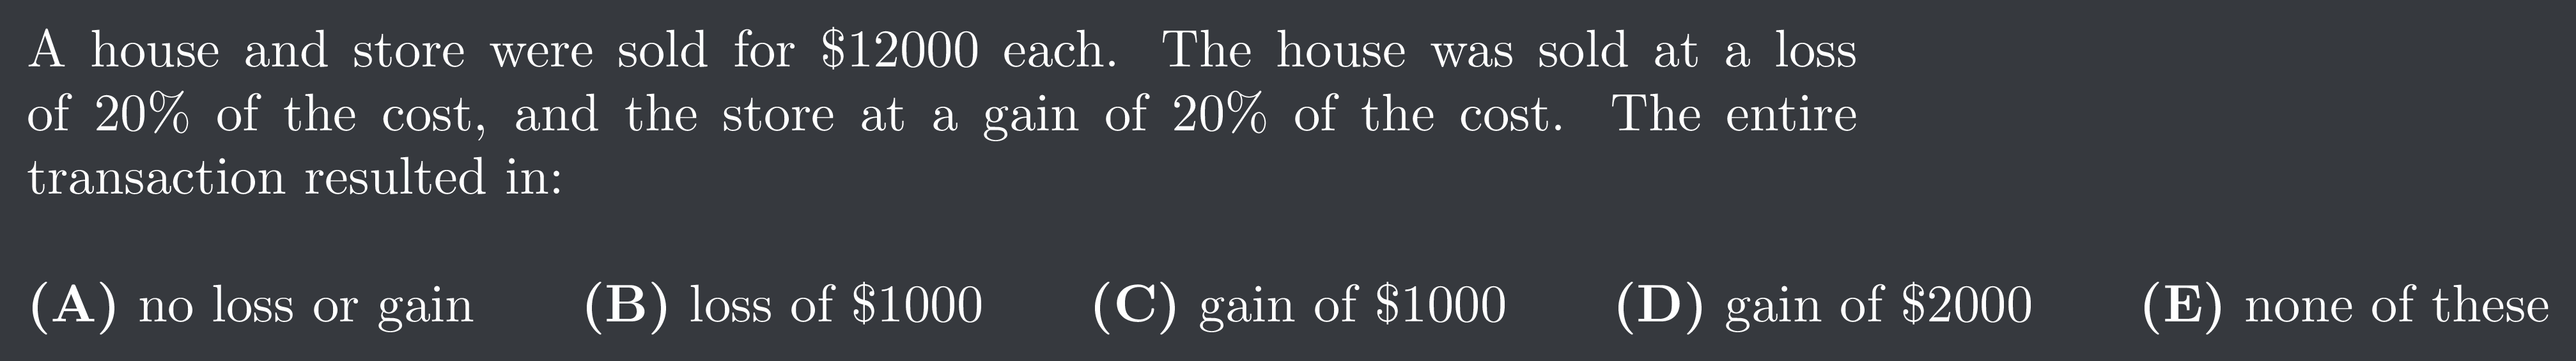 A house and store were sold for $12000 each. The house was sold at a loss
of 20% of the cost, and the store at a gain of 20% of the cost. The entire
transaction resulted in:
(A) no loss or gain (B) loss of $1000 (C) gain of $1000 (D) gain of $2000 (E) none of these